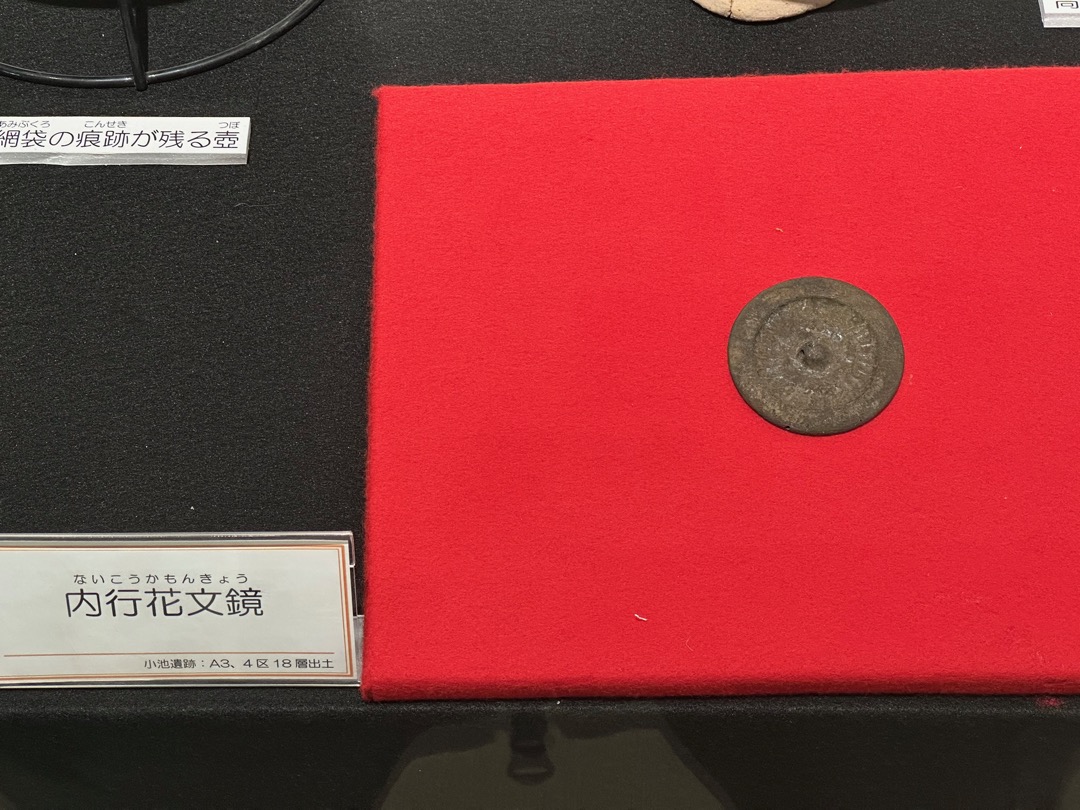 あみぶくろ こんせき つぼ
網袋の痕跡が残る壺
ないこうかもんきょう
内行花文鏡
小池遺跡：A3、4区18層出土